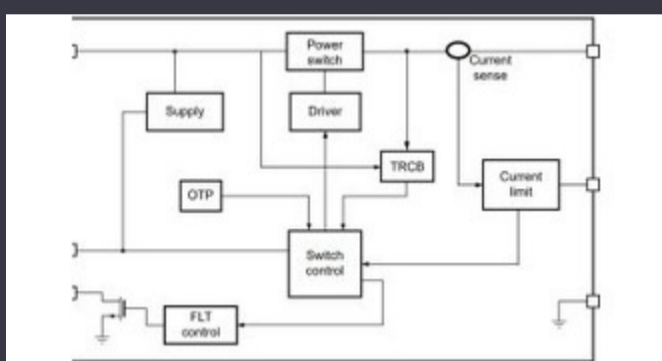 Power
switch
Current
sense
Supply
Driver
TRCB
Current
limit
OTP
Switch
control
FLT
control